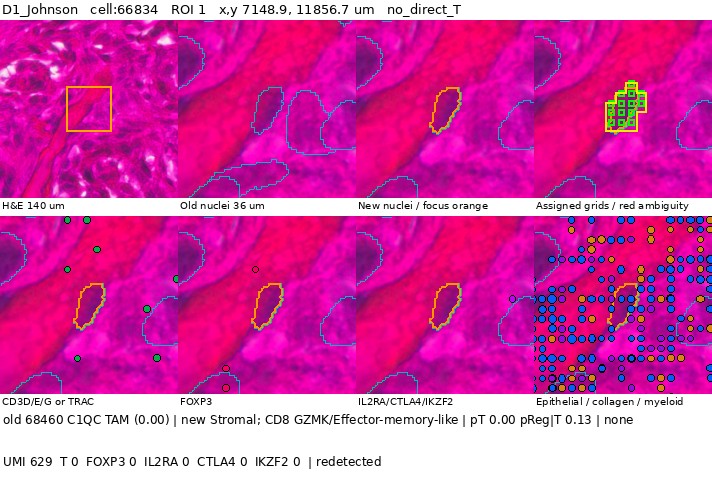 D1_Johnson cell:66834 ROI 1 x,y 7148.9, 11856.7 um no_direct_T
H&E 140 um
Old nuclei 36 um
New nuclei / focus orange
Assigned grids / red ambiguity
CD3D/E/G or TRAC
FOXP3
IL2RA/CTLA4/IKZF2
Epithelial / collagen / myeloid
old 68460 C1QC TAM (0.00) | new Stromal; CD8 GZMK/Effector-memory-like | pT 0.00 pReg|T 0.13 | none
UMI 629 T 0 FOXP3 0 IL2RA 0 CTLA4 0 IKZF2 0 | redetected